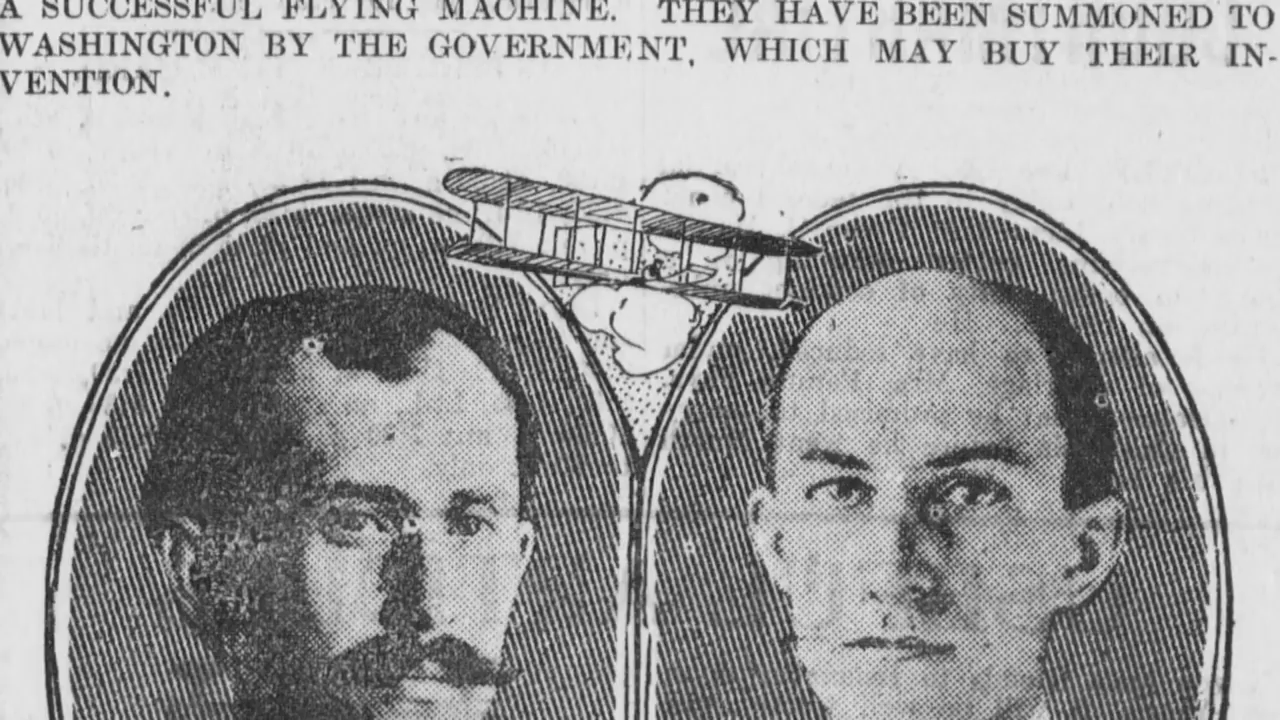 A SUCCESSFUL FLYING MACHINE. THEY HAVE BEEN SUMMONED TO
WASHINGTON BY THE GOVERNMENT, WHICH MAY BUY THEIR IN-
VENTION.